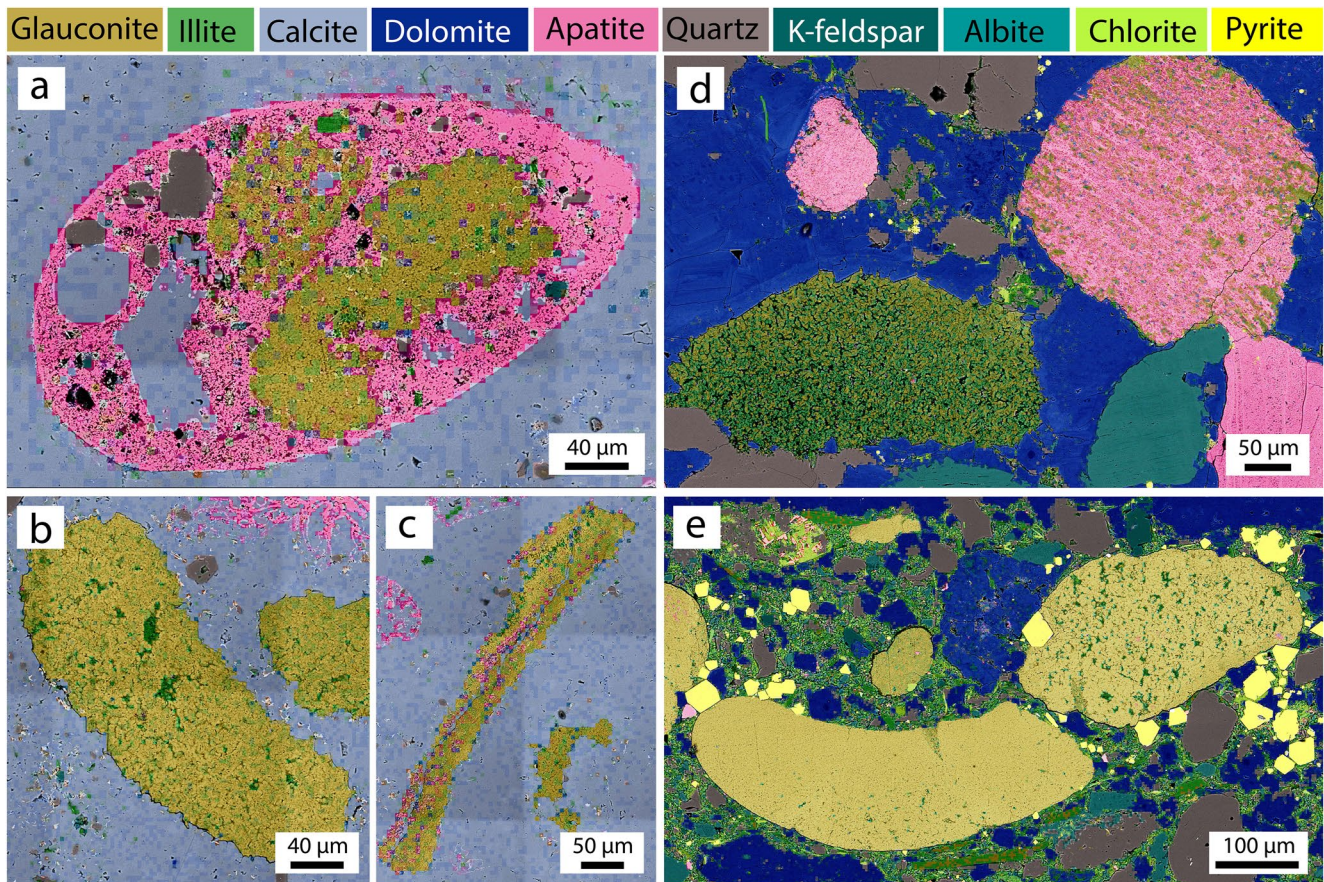 Glauconite Illite Calcite Dolomite Apatite Quartz K-feldspar Albite Chlorite Pyrite
a
40 µm
d
50 µm
b
40 µm
c
50 µm
e
100 µm